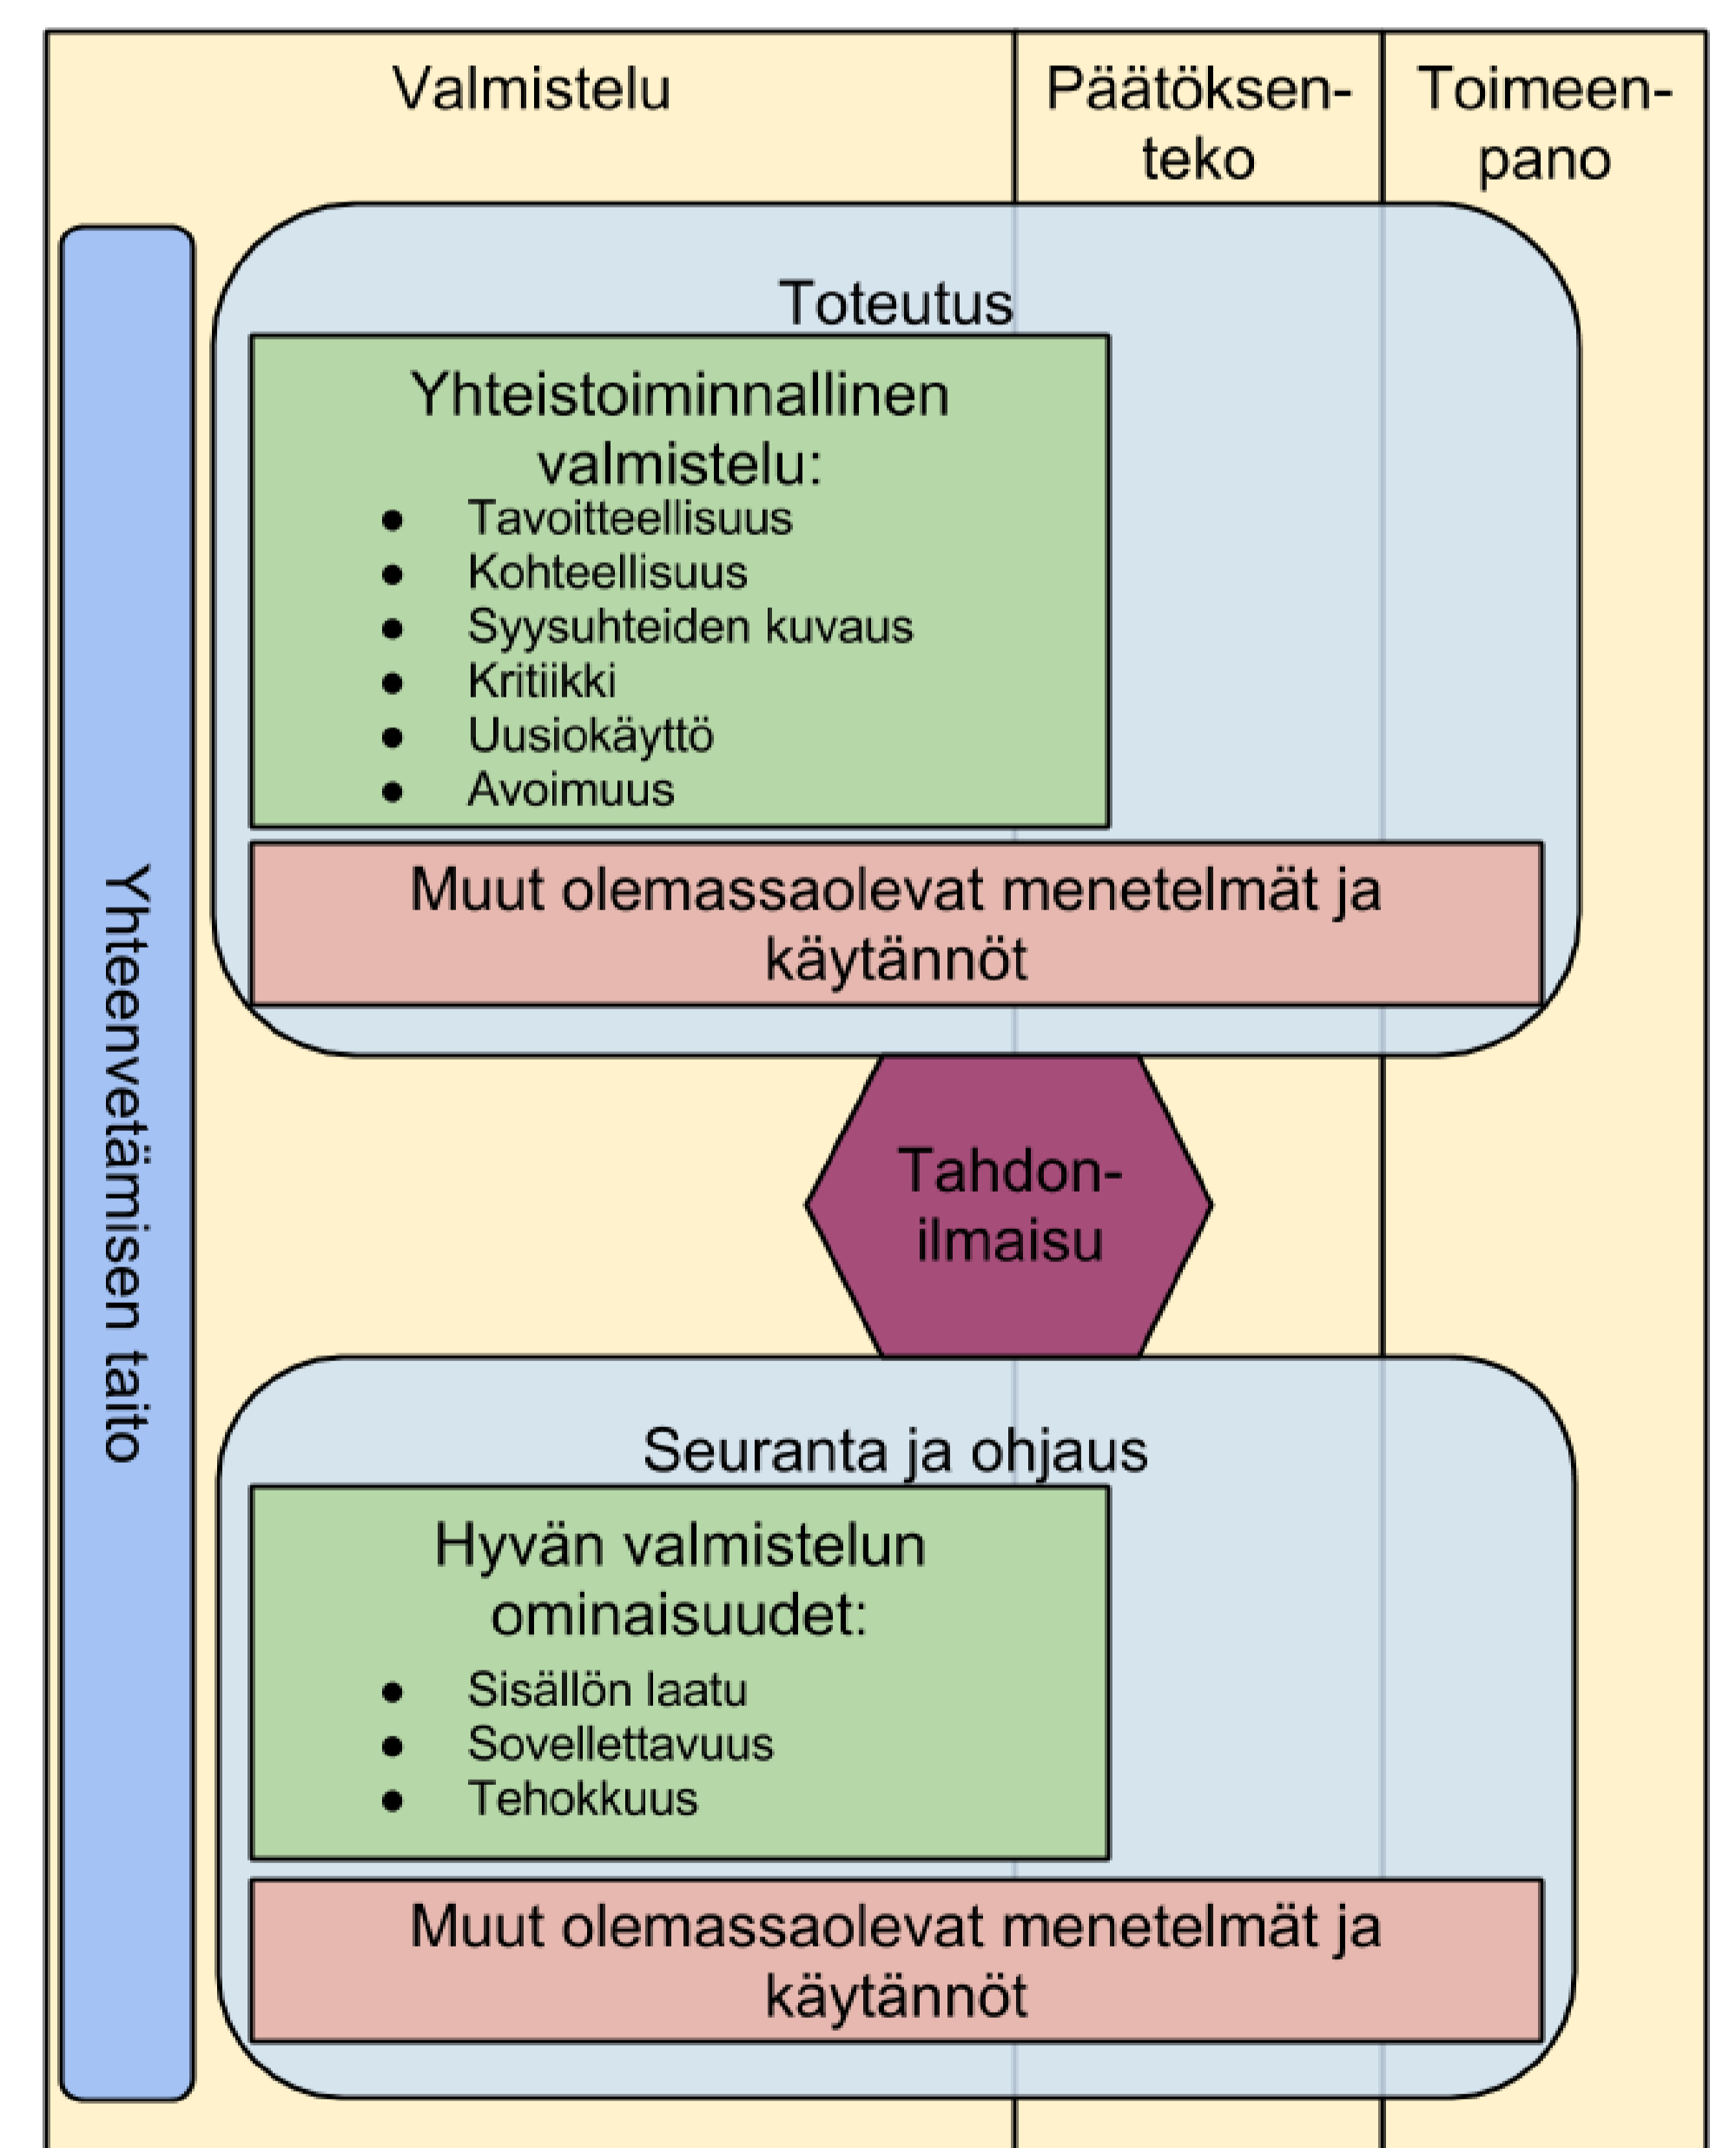 Valmistelu
Päätöksen-
teko
Toimeen-
pano
Yhteenvetämisen taito
Toteutus
Yhteistoiminnallinen
valmistelu:
● Tavoitteellisuus
● Kohteellisuus
● Syysuhteiden kuvaus
● Kritiikki
● Uusiokäyttö
● Avoimuus
Muut olemassaolevat menetelmät ja
käytännöt
Tahdon-
ilmaisu
Seuranta ja ohjaus
Hyvän valmistelun
ominaisuudet:
● Sisällön laatu
● Sovellettavuus
● Tehokkuus
Muut olemassaolevat menetelmät ja
käytännöt